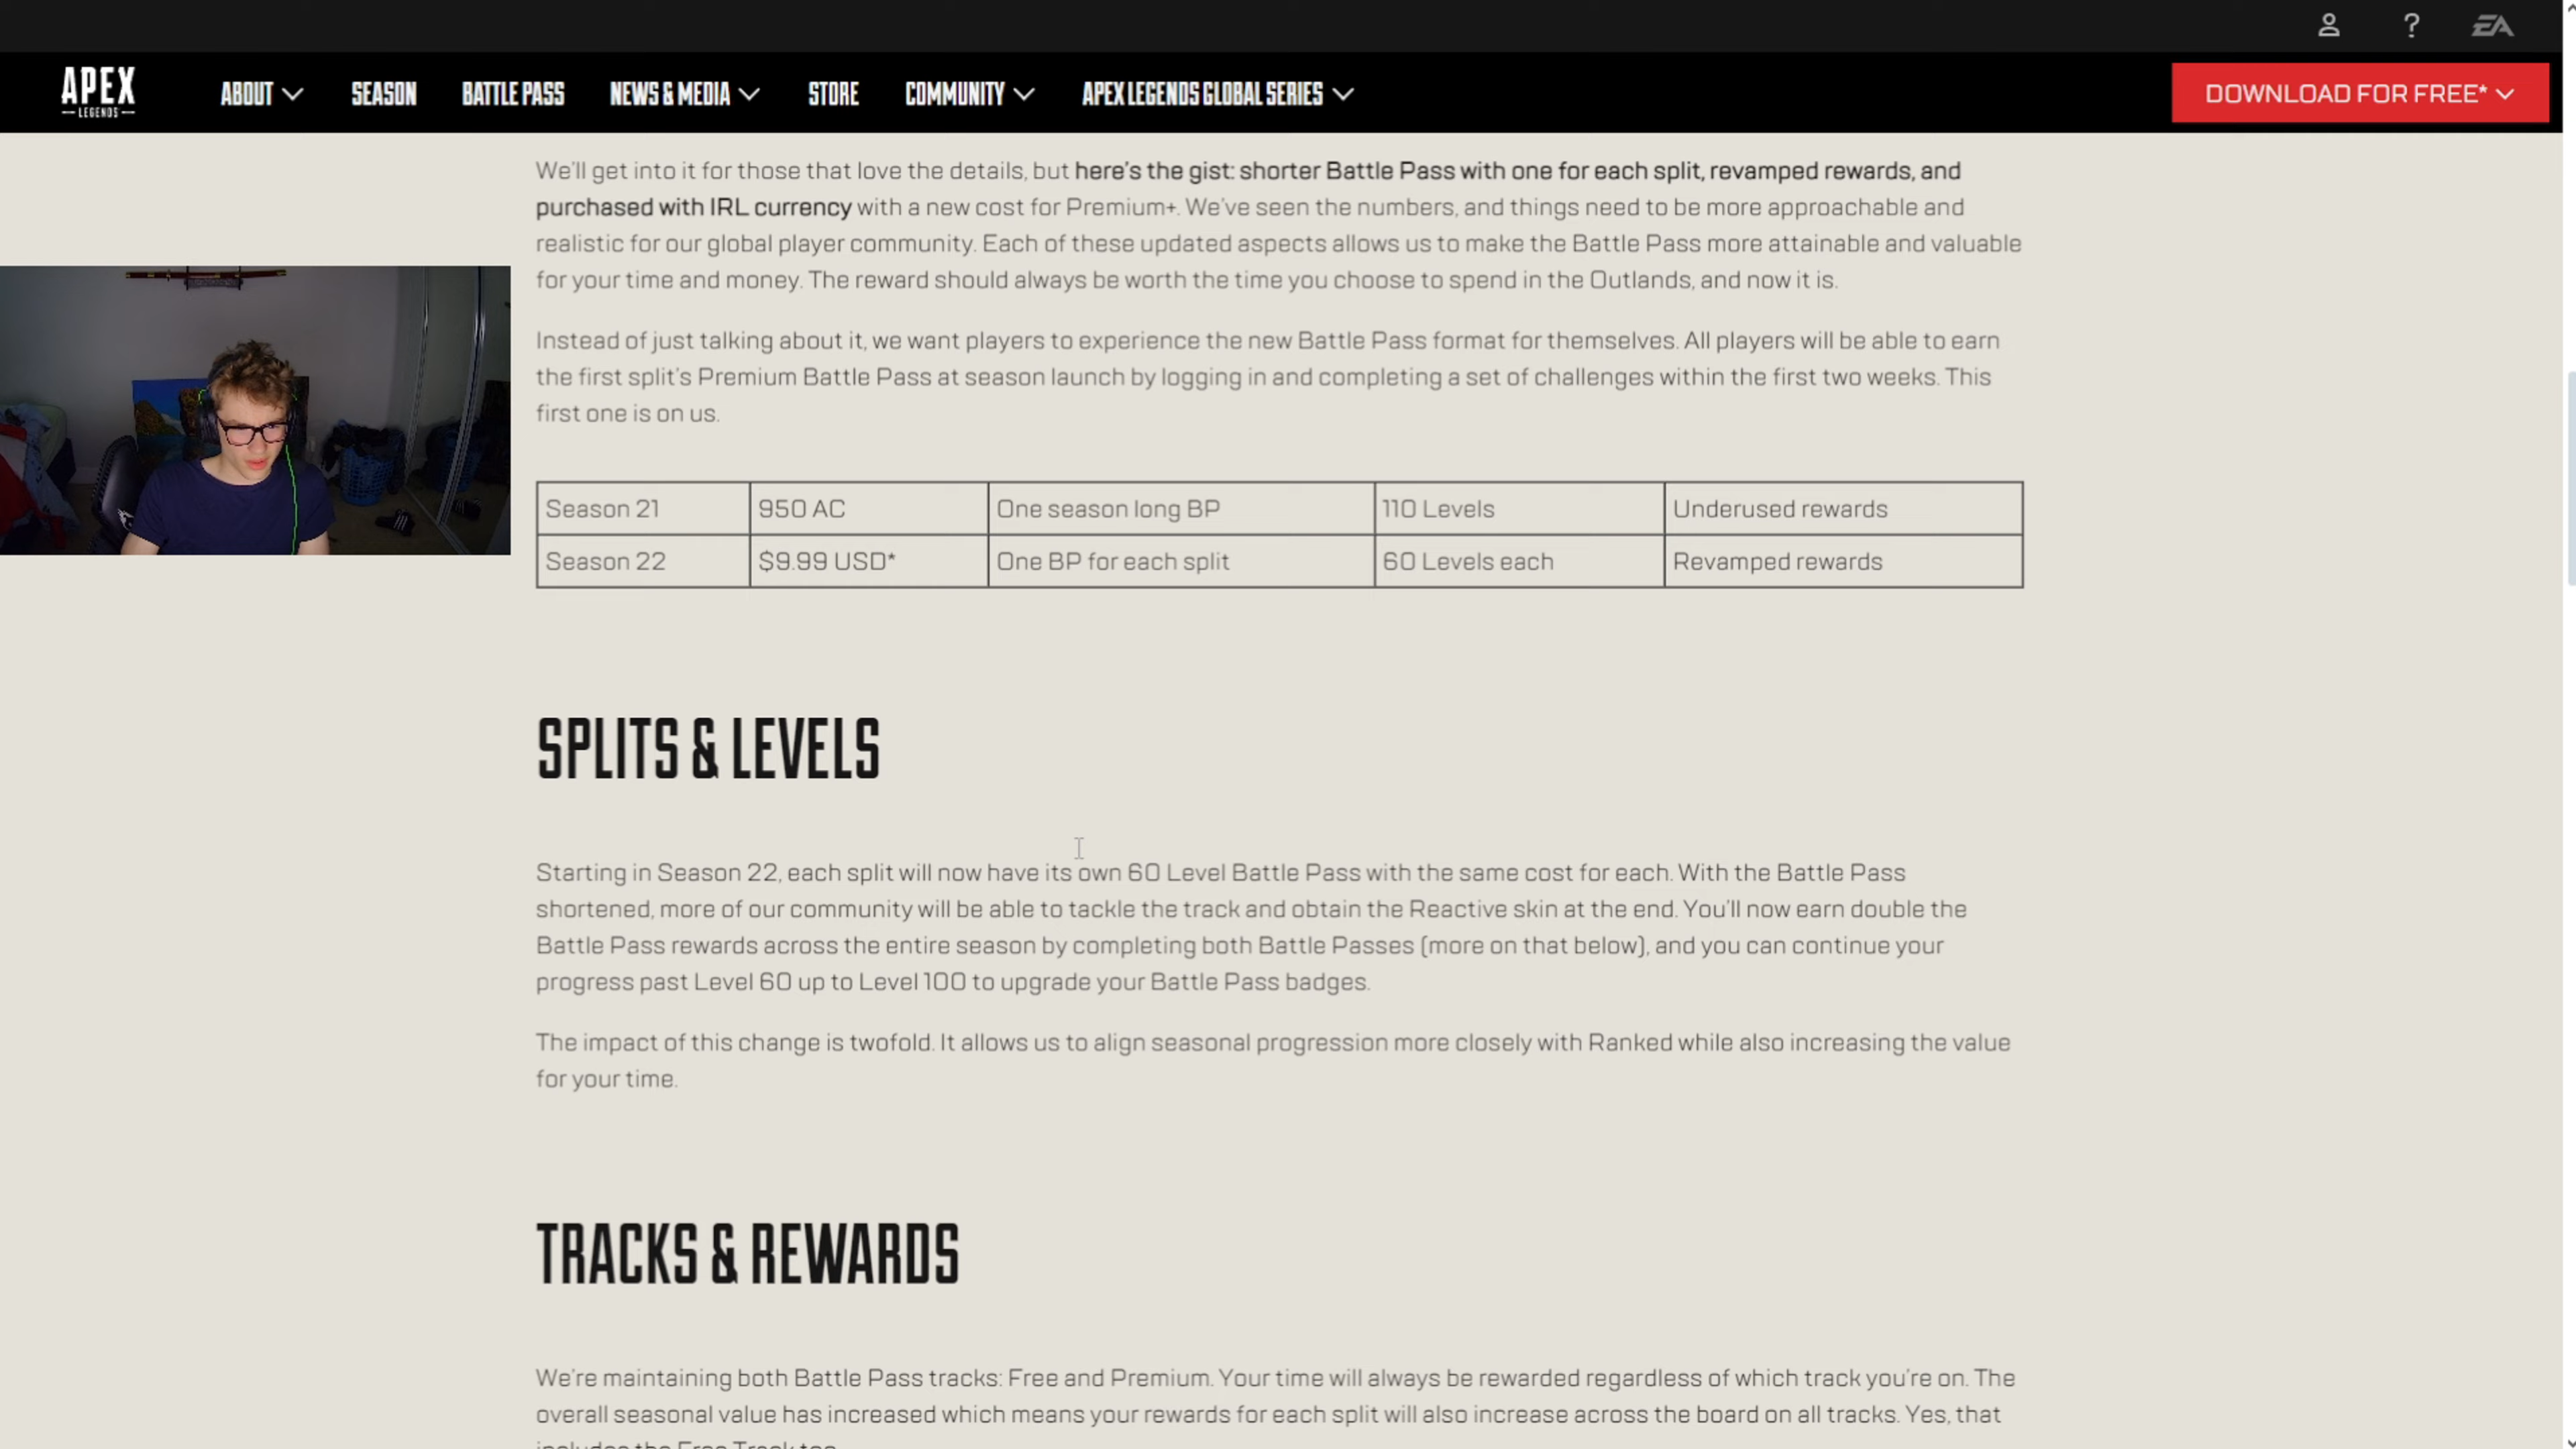 EA
APEX
LEGENDS
ABOUT
SEASON
BATTLE PASS
NEWS & MEDIA
STORE
COMMUNITY
APEX LEGENDS GLOBAL SERIES
DOWNLOAD FOR FREE*
We'll get into it for those that love the details, but here's the gist: shorter Battle Pass with one for each split, revamped rewards, and
purchased with IRL currency with a new cost for Premium+. We've seen the numbers, and things need to be more approachable and
realistic for our global player community. Each of these updated aspects allows us to make the Battle Pass more attainable and valuable
for your time and money. The reward should always be worth the time you choose to spend in the Outlands, and now it is.
Instead of just talking about it, we want players to experience the new Battle Pass format for themselves. All players will be able to earn
the first split's Premium Battle Pass at season launch by logging in and completing a set of challenges within the first two weeks. This
first one is on us.
Season 21 950 AC One season long BP 110 Levels Underused rewards
Season 22 $9.99 USD* One BP for each split 60 Levels each Revamped rewards
SPLITS & LEVELS
Starting in Season 22, each split will now have its own 60 Level Battle Pass with the same cost for each. With the Battle Pass
shortened, more of our community will be able to tackle the track and obtain the Reactive skin at the end. You'll now earn double the
Battle Pass rewards across the entire season by completing both Battle Passes (more on that below), and you can continue your
progress past Level 60 up to Level 100 to upgrade your Battle Pass badges.
The impact of this change is twofold. It allows us to align seasonal progression more closely with Ranked while also increasing the value
for your time.
TRACKS & REWARDS
We're maintaining both Battle Pass tracks: Free and Premium. Your time will always be rewarded regardless of which track you're on. The
overall seasonal value has increased which means your rewards for each split will also increase across the board on all tracks. Yes, that
includes the Free Track too